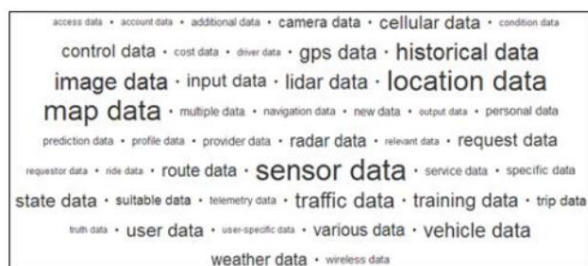 access data · account data · additional data · camera data · cellular data · condition data
control data · cost data · driver data · gps data · historical data
image data · input data · lidar data · location data
map data · multiple data · navigation data · new data · output data · personal data
prediction data · profile data · provider data · radar data · relevant data · request data
requestor data · ride data · route data · sensor data · service data · specific data
state data · suitable data · telemetry data · traffic data · training data · trip data
truth data · user data · user-specific data · various data · vehicle data
weather data · wireless data